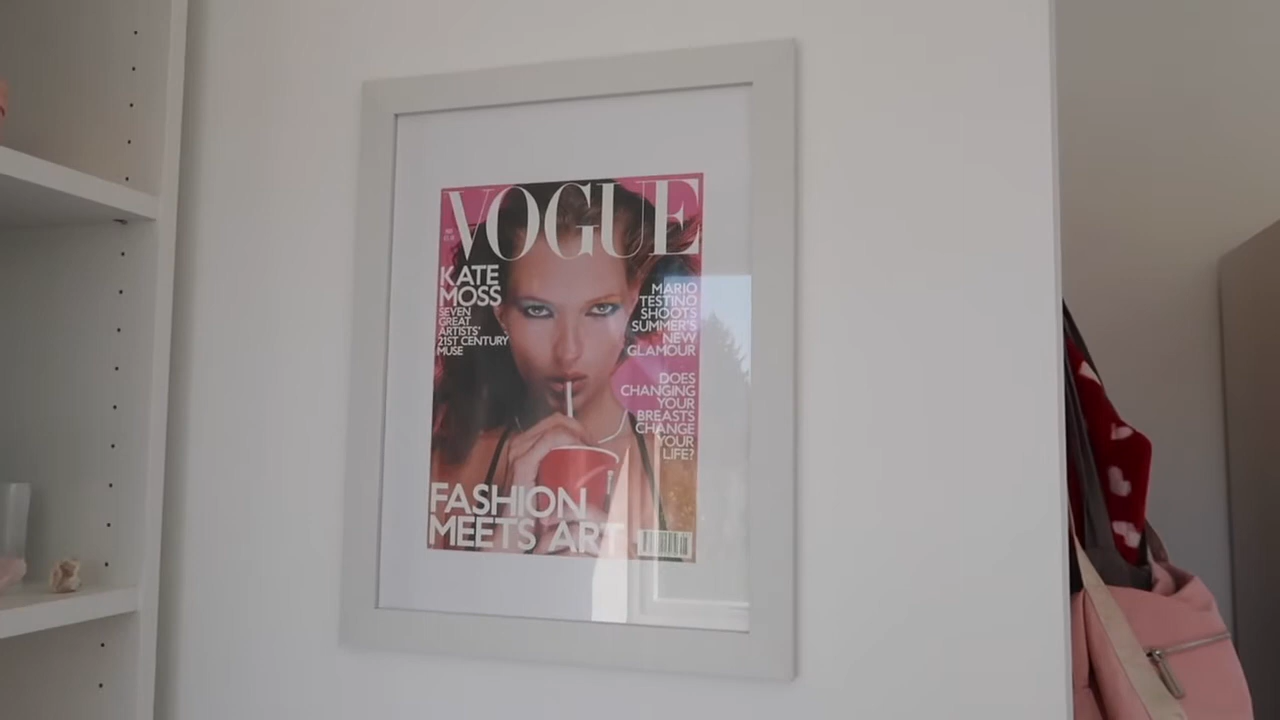 VOGUE
KATE
MOSS
SEVEN
GREAT
ARTISTS'
21ST CENTURY
MUSE
MARIO
TESTINO
SHOOTS
SUMMER'S
NEW
GLAMOUR
DOES
CHANGING
YOUR
BREASTS
CHANGE
YOUR
LIFE?
FASHION
MEETS ART